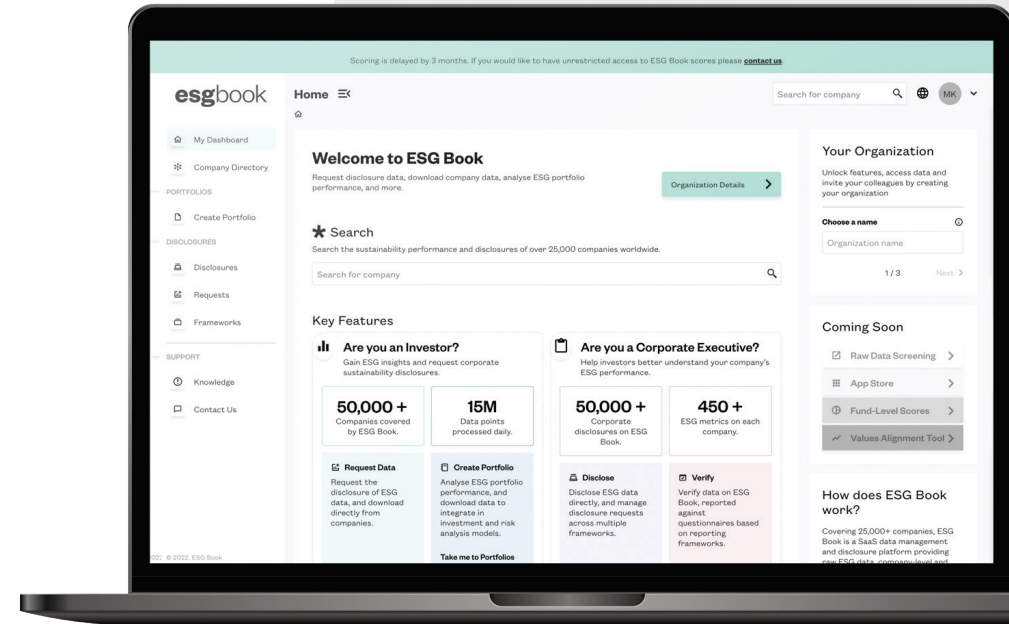 Scoring is delayed by 3 months. If you would like to have unrestricted access to ESG Book scores please contact us.
esgbook
Home
Search for company
MK
My Dashboard
Company Directory
PORTFOLIOS
Create Portfolio
DISCLOSURES
Disclosures
Requests
Frameworks
SUPPORT
Knowledge
Contact Us
© 2022, ESG Book
Welcome to ESG Book
Request disclosure data, download company data, analyse ESG portfolio
performance, and more.
Organization Details
Search
Search the sustainability performance and disclosures of over 25,000 companies worldwide.
Search for company
Key Features
Are you an Investor?
Gain ESG insights and request corporate
sustainability disclosures.
50,000 +
Companies covered
by ESG Book.
15M
Data points
processed daily.
Request Data
Request the
disclosure of ESG
data, and download
directly from
companies.
Create Portfolio
Analyse ESG portfolio
performance, and
download data to
integrate in
investment and risk
analysis models.
Take me to Portfolios
Are you a Corporate Executive?
Help investors better understand your company's
ESG performance.
50,000 +
Corporate
disclosures on ESG
Book.
450 +
ESG metrics on each
company.
Disclose
Disclose ESG data
directly, and manage
disclosure requests
across multiple
frameworks.
Verify
Verify data on ESG
Book, reported
against
questionnaires based
on reporting
frameworks.
Your Organization
Unlock features, access data and
invite your colleagues by creating
your organization
Choose a name
Organization name
1 / 3
Next
Coming Soon
Raw Data Screening
App Store
Fund-Level Scores
Values Alignment Tool
How does ESG Book
work?
Covering 25,000+ companies, ESG
Book is a SaaS data management
and disclosure platform providing
raw ESG data, company-level and